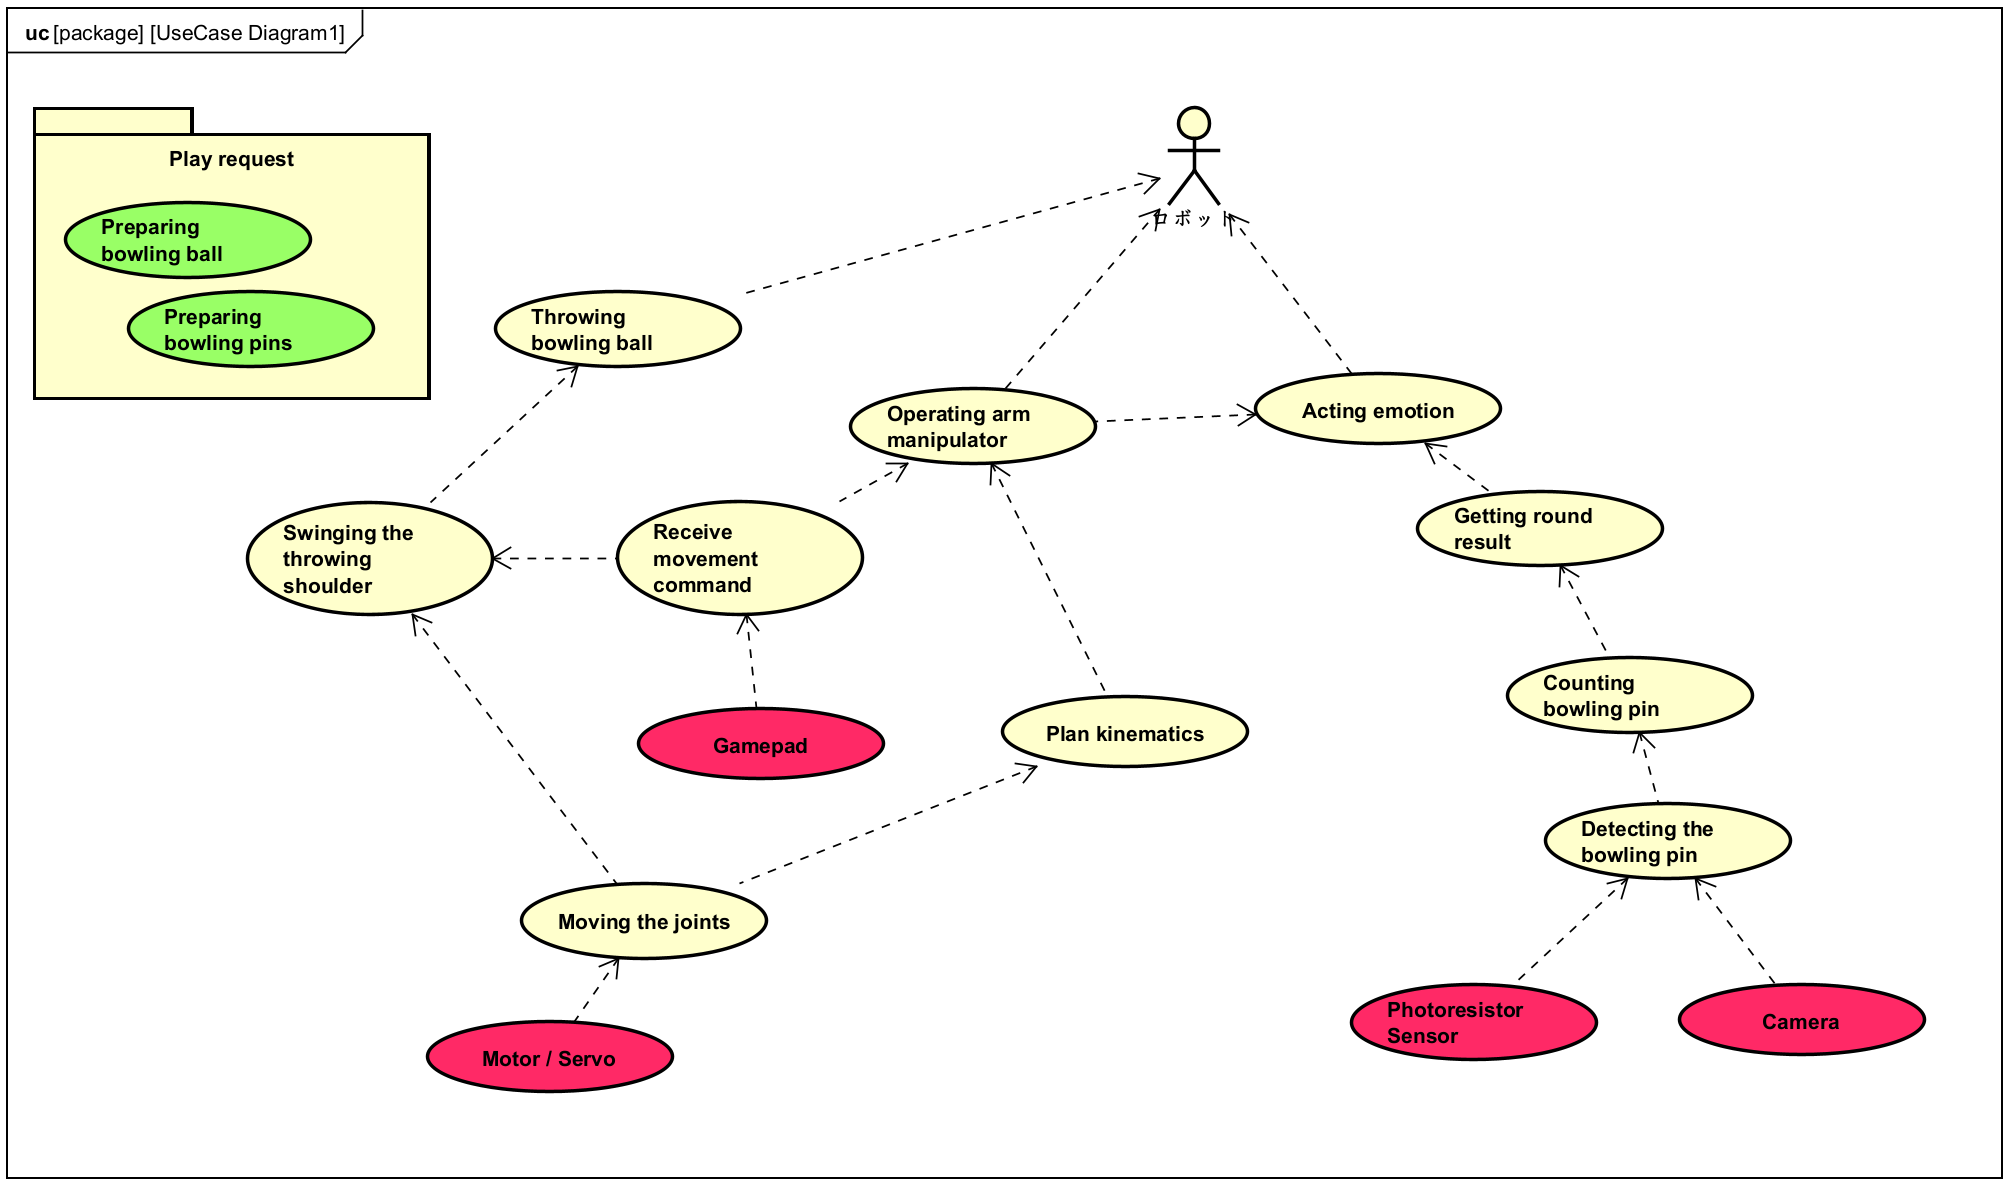 uc [package] [UseCase Diagram1]
Play request
Preparing
bowling ball
Preparing
bowling pins
ロボット
Throwing
bowling ball
Operating arm
manipulator
Acting emotion
Swinging the
throwing
shoulder
Receive
movement
command
Getting round
result
Gamepad
Plan kinematics
Counting
bowling pin
Detecting the
bowling pin
Moving the joints
Motor / Servo
Photoresistor
Sensor
Camera